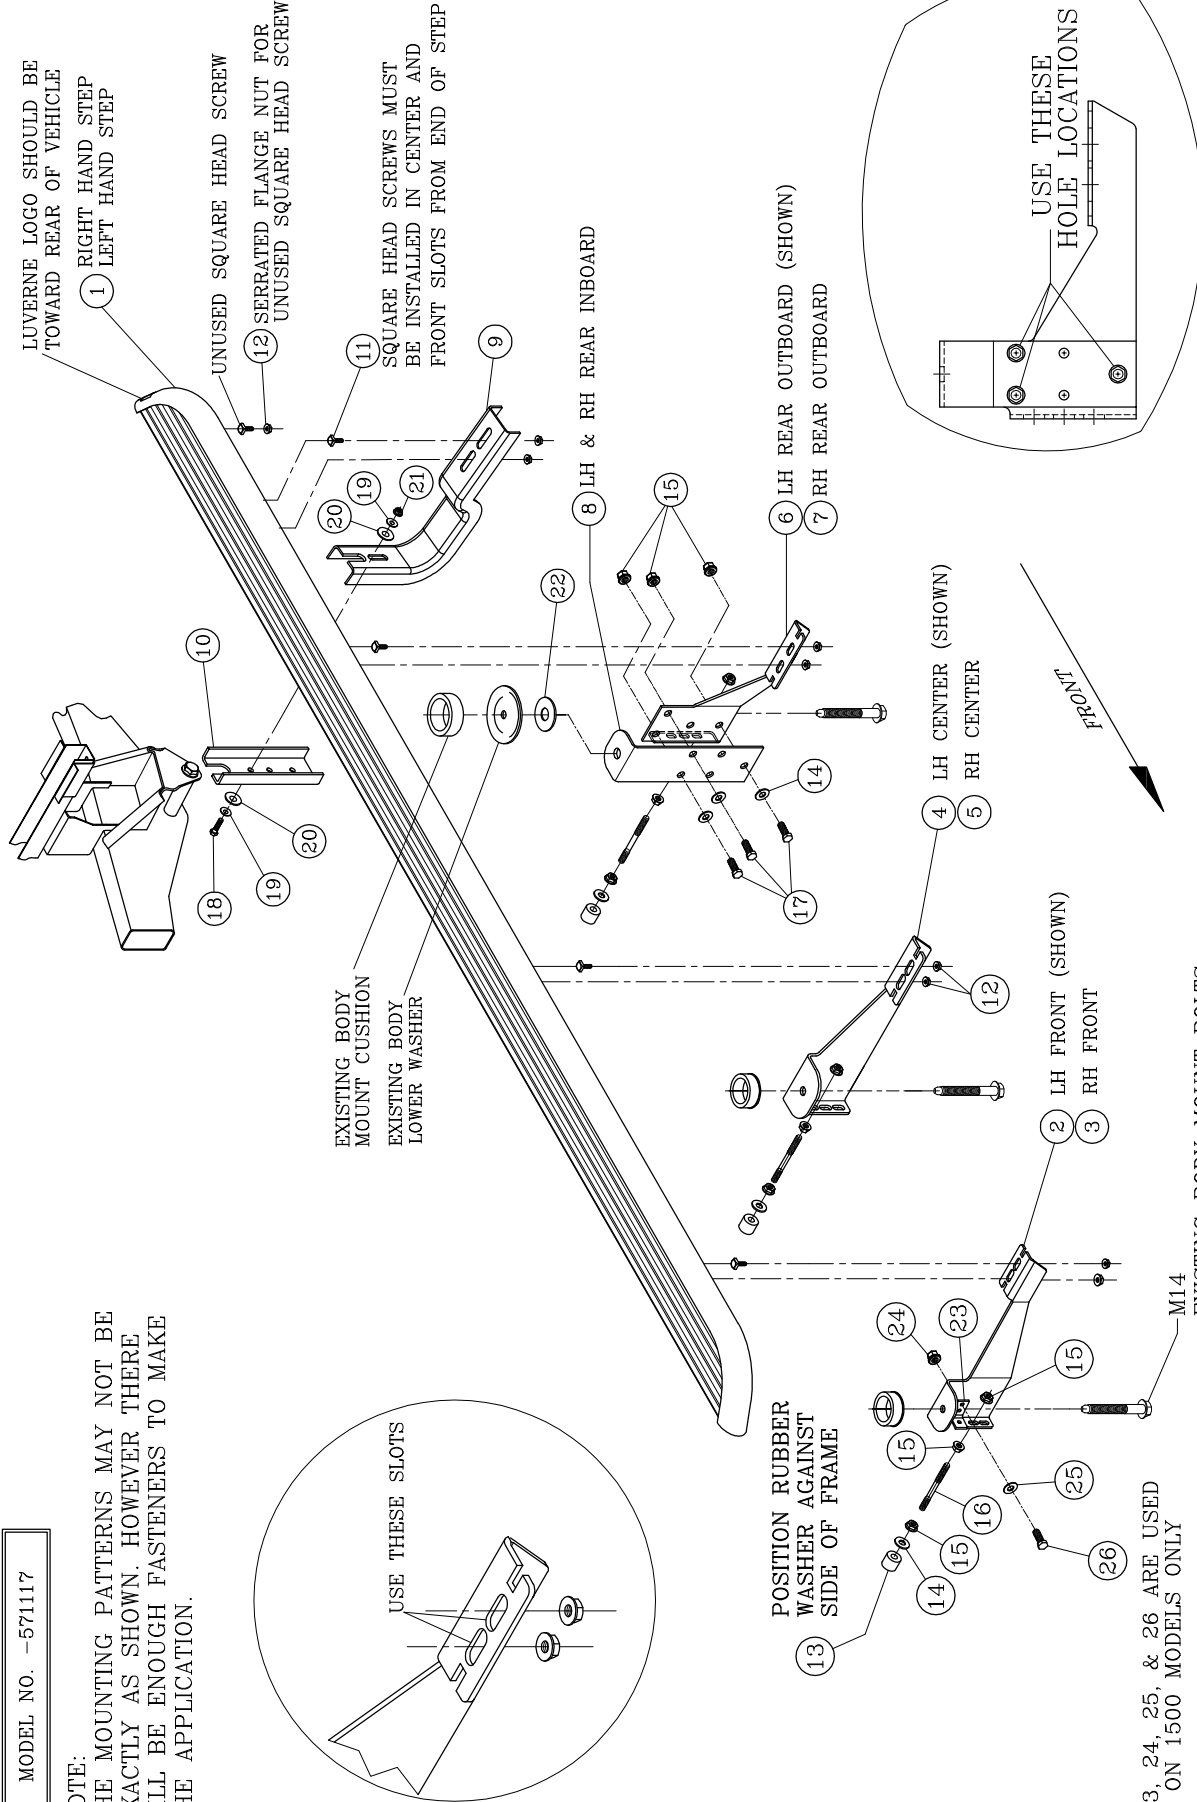 MODEL NO. -571117
THE MOUNTING PATTERNS MAY NOT BE
EXACTLY AS SHOWN. HOWEVER THERE
BE ENOUGH FASTENERS TO MAKE
APPLICATION.
USE THESE SLOTS
LUVERNE LOGO SHOULD BE
TOWARD REAR OF VEHICLE
1 RIGHT HAND STEP
LEFT HAND STEP
UNUSED SQUARE HEAD SCREW
12 SERRATED FLANGE NUT FOR
UNUSED SQUARE HEAD SCREW
11
SQUARE HEAD SCREWS MUST
BE INSTALLED IN CENTER AND
FRONT SLOTS FROM END OF STEP
9
10
18
19
20
20
19
21
EXISTING BODY
MOUNT CUSHION
EXISTING BODY
LOWER WASHER
22
8 LH & RH REAR INBOARD
15
14
17
6 LH REAR OUTBOARD (SHOWN)
7 RH REAR OUTBOARD
USE THESE
HOLE LOCATIONS
FRONT
4 LH CENTER (SHOWN)
5 RH CENTER
12
2 LH FRONT (SHOWN)
3 RH FRONT
POSITION RUBBER
WASHER AGAINST
SIDE OF FRAME
13
14
15
16
15
24
23
15
25
26
M14
EXISTING BODY MOUNT BOLTS
3, 24, 25, & 26 ARE USED
ON 1500 MODELS ONLY